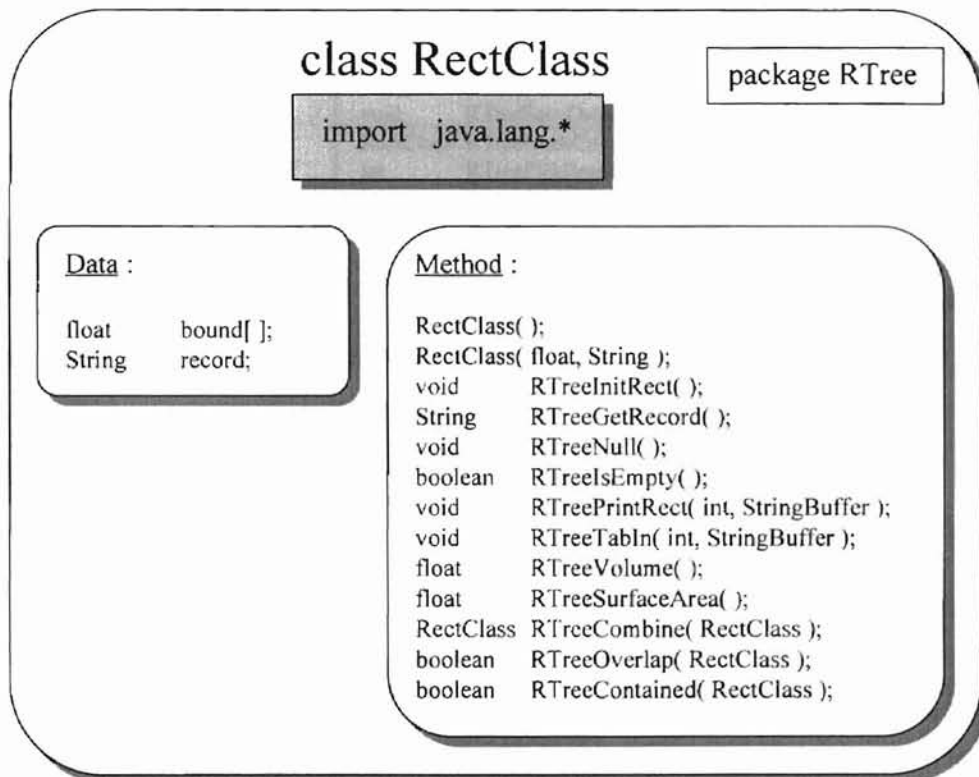 class RectClass
package RTree
import java.lang.*
Data :
float bound[ ];
String record;
Method :
RectClass( );
RectClass( float, String );
void RTreeInitRect( );
String RTreeGetRecord( );
void RTreeNull( );
boolean RTreeIsEmpty( );
void RTreePrintRect( int, StringBuffer );
void RTreeTabIn( int, StringBuffer );
float RTreeVolume( );
float RTreeSurfaceArea( );
RectClass RTreeCombine( RectClass );
boolean RTreeOverlap( RectClass );
boolean RTreeContained( RectClass );